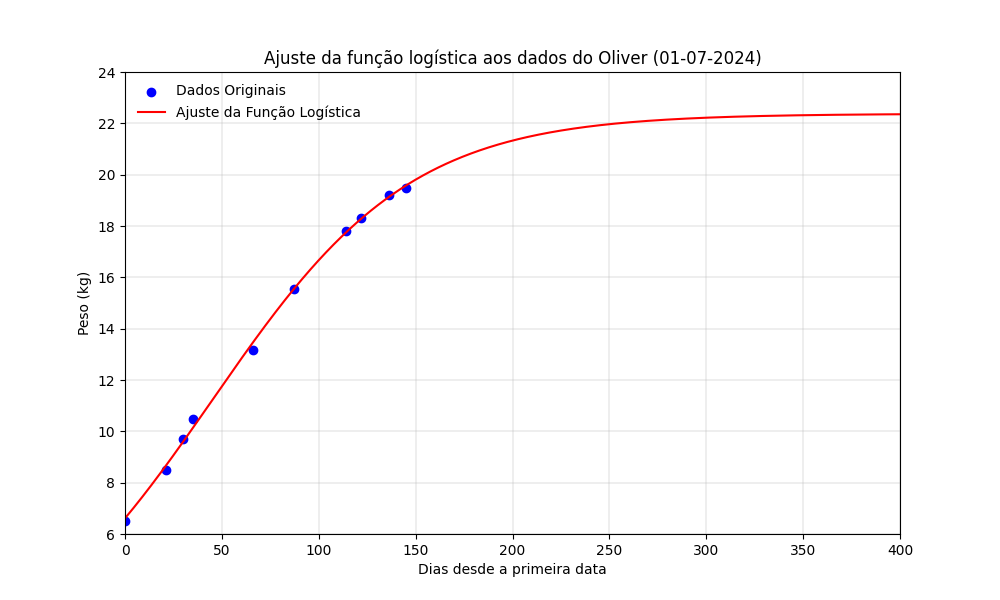 Ajuste da função logística aos dados do Oliver (01-07-2024)
Dados Originais
Ajuste da Função Logística
Peso (kg)
24
22
20
18
16
14
12
10
8
6
0 50 100 150 200 250 300 350 400
Dias desde a primeira data